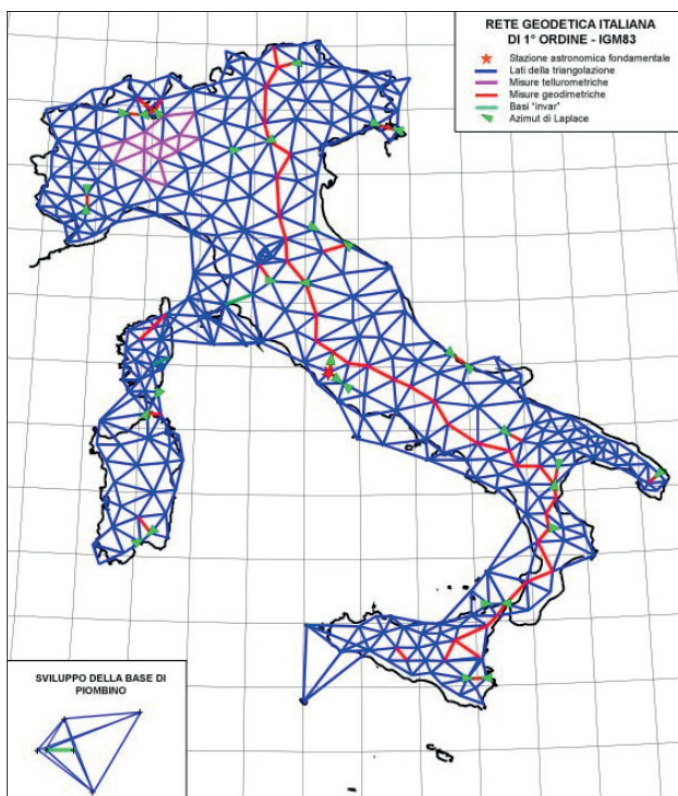 RETE GEODETICA ITALIANA
DI 1° ORDINE - IGM83
Stazione astronomica fondamentale
Lati della triangolazione
Misure tellurometriche
Misure geodimetriche
Basi "invar"
Azimut di Laplace
SVILUPPO DELLA BASE DI
PIOMBINO